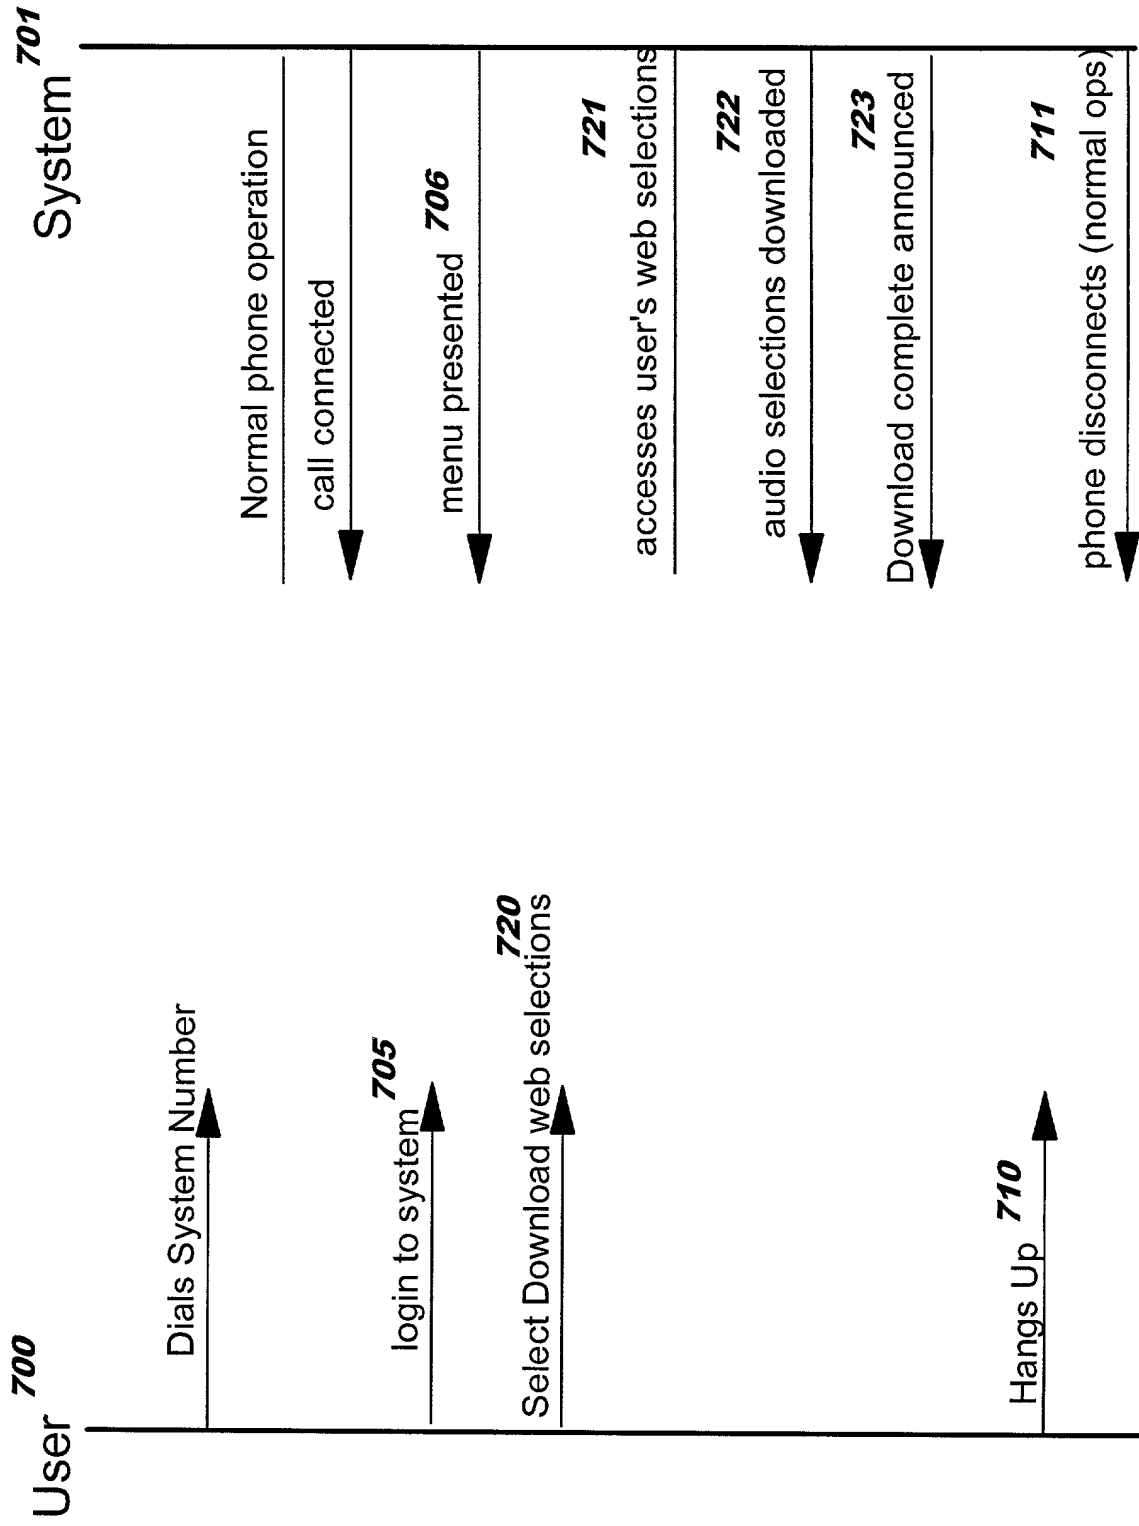 User 700
System 701
Dials System Number
Normal phone operation
call connected
login to system 705
menu presented 706
Select Download web selections 720
accesses user's web selections 721
audio selections downloaded 722
Download complete announced 723
Hangs Up 710
phone disconnects (normal ops) 711